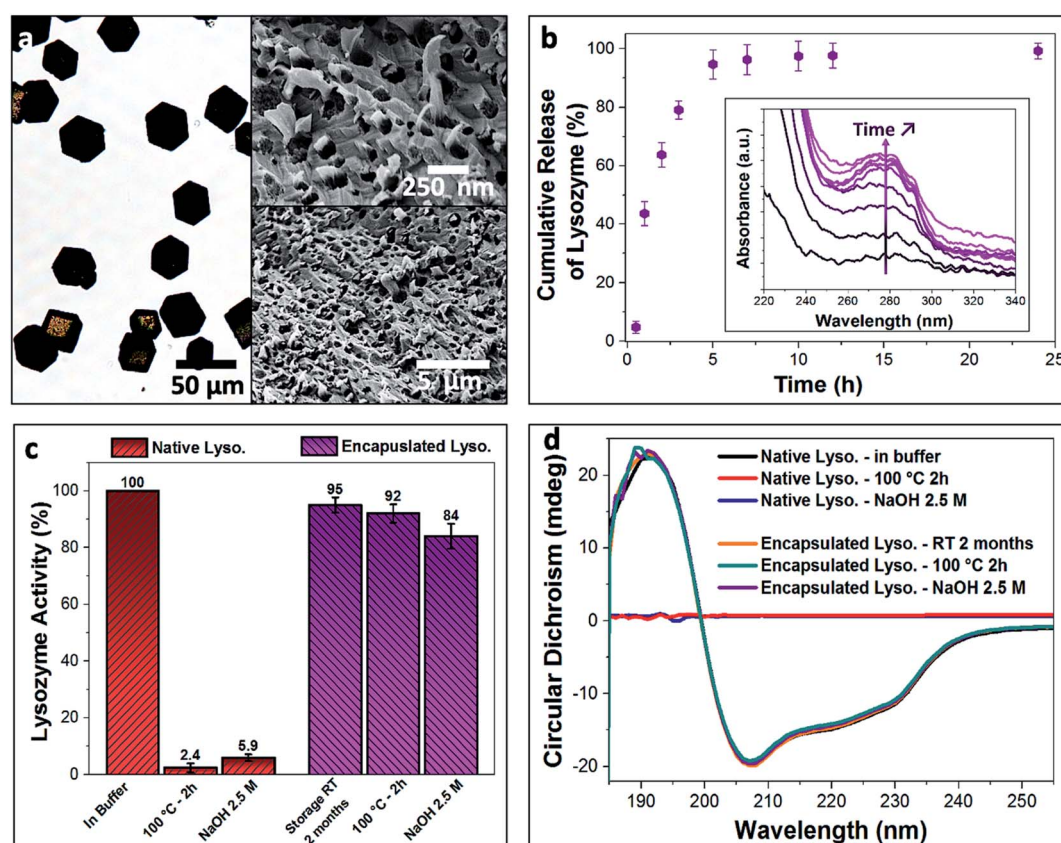 a
50 µm
250 nm
5 µm
b
Cumulative Release
of Lysozyme (%)
100
80
60
40
20
0
0
5
10
15
20
25
Time (h)
Time ↗
Absorbance (a.u.)
220
240
260
280
300
320
340
Wavelength (nm)
c
Native Lyso.
Encapuslated Lyso.
Lysozyme Activity (%)
100
80
60
40
20
0
100
2.4
5.9
95
92
84
In Buffer
100 °C - 2h
NaOH 2.5 M
Storage RT
2 months
100 °C - 2h
NaOH 2.5 M
d
Circular Dichroism (mdeg)
20
10
0
-10
-20
Native Lyso. - in buffer
Native Lyso. - 100 °C 2h
Native Lyso. - NaOH 2.5 M
Encapsulated Lyso. - RT 2 months
Encapsulated Lyso. - 100 °C 2h
Encapsulated Lyso. - NaOH 2.5 M
190
200
210
220
230
240
250
Wavelength (nm)